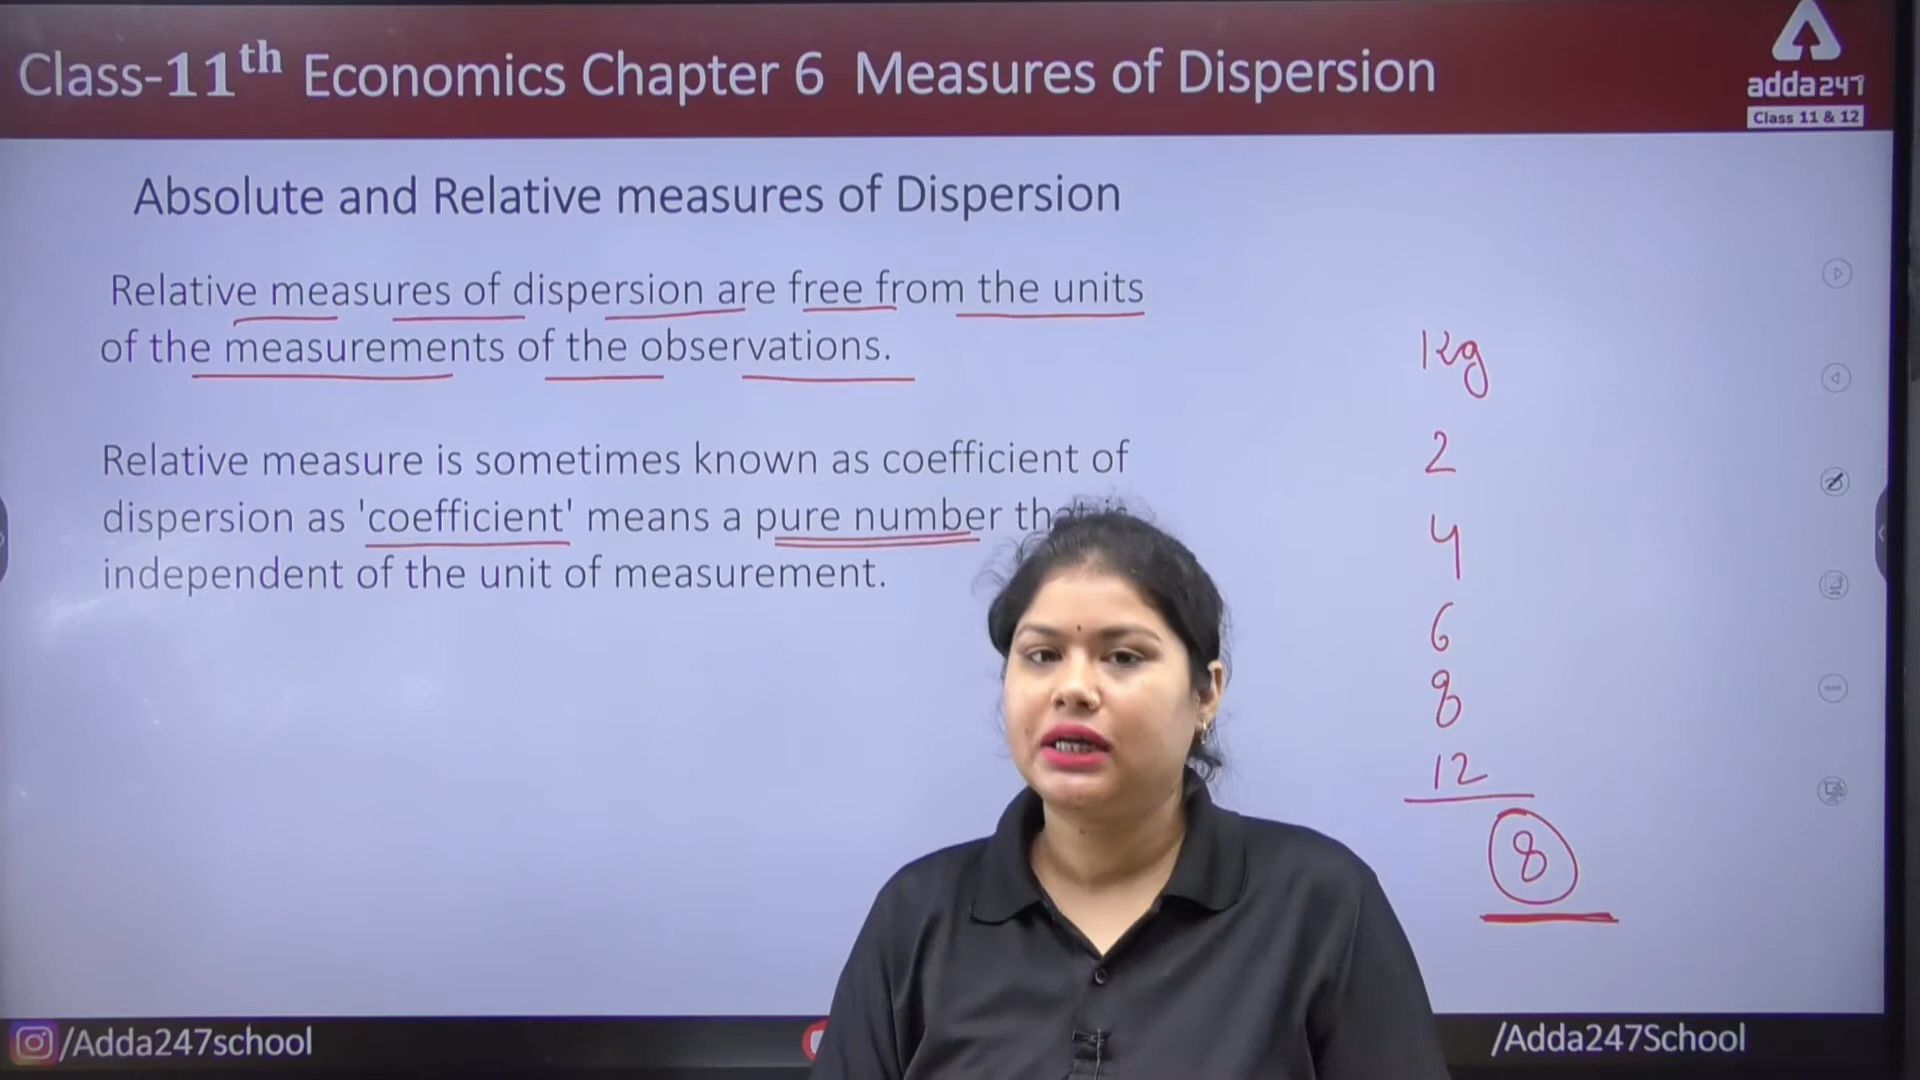 Class-11th Economics Chapter 6 Measures of Dispersion
adda247
Class 11 & 12
Absolute and Relative measures of Dispersion
Relative measures of dispersion are free from the units
of the measurements of the observations.
Relative measure is sometimes known as coefficient of
dispersion as 'coefficient' means a pure number
independent of the unit of measurement.
Kg
2
4
6
8
12
8
/Adda247school
/Adda247School